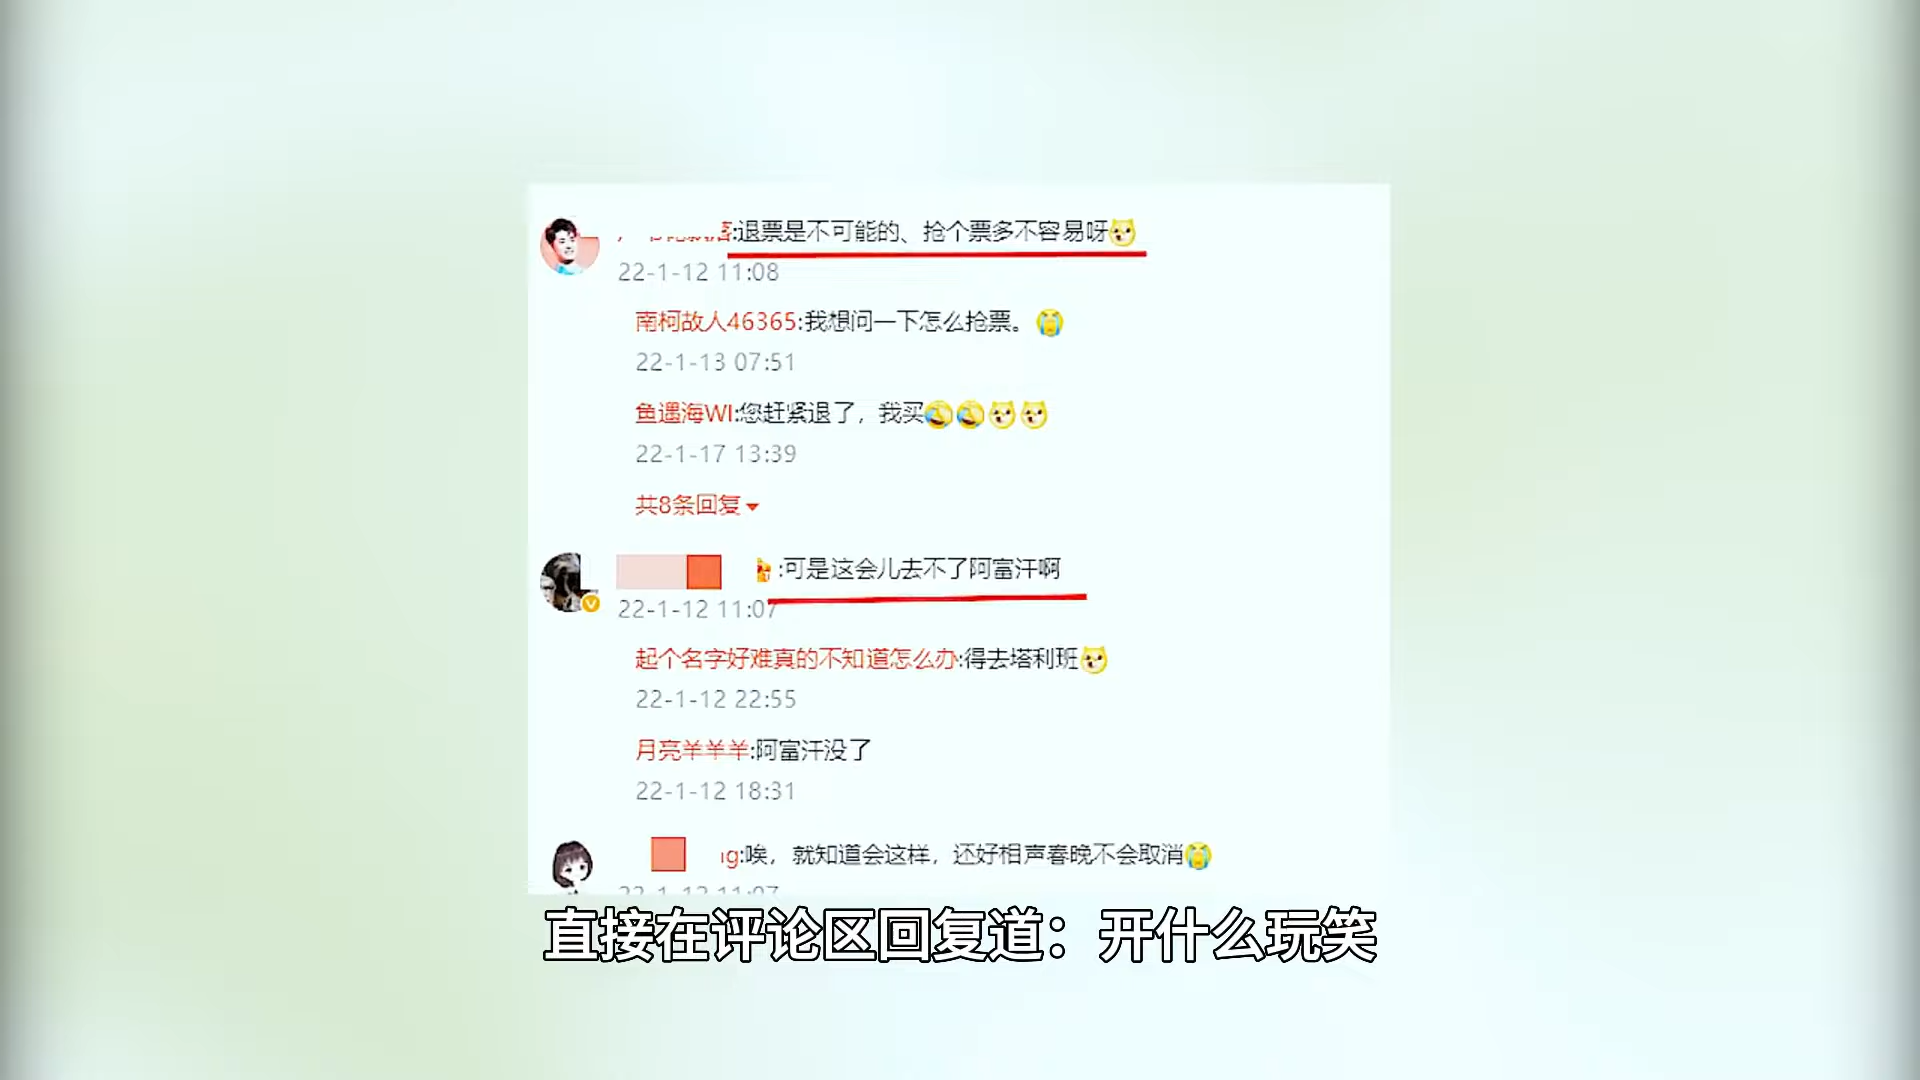 :退票是不可能的、抢个票多不容易呀
22-1-12 11:08
南柯故人46365:我想问一下怎么抢票。
22-1-13 07:51
鱼遇海WI:您赶紧退了，我买
22-1-17 13:39
共8条回复
:可是这会儿去不了阿富汗啊
22-1-12 11:07
起个名字好难真的不知道怎么办:得去塔利班
22-1-12 22:55
月亮羊羊羊:阿富汗没了
22-1-12 18:31
ıg:唉，就知道会这样，还好相声春晚不会取消
22-1-12 11:07
直接在评论区回复道：开什么玩笑